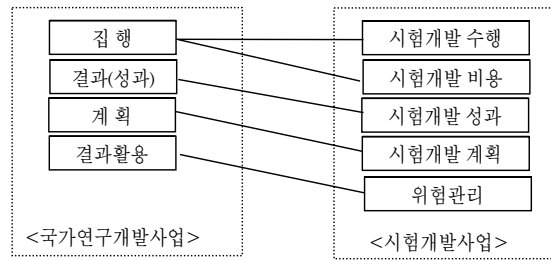 집 행
결과(성과)
계 획
결과활용
<국가연구개발사업>
시험개발 수행
시험개발 비용
시험개발 성과
시험개발 계획
위험관리
<시험개발사업>